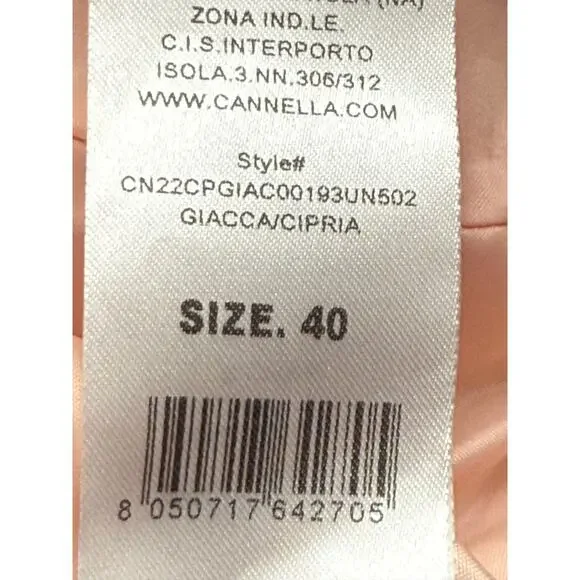 (NA)
ZONA IND.LE.
C.I.S.INTERPORTO
ISOLA.3.NN.306/312
WWW.CANNELLA.COM
Style#
CN22CPGIAC00193UN502
GIACCA/CIPRIA
SIZE. 40
8 050717 642705